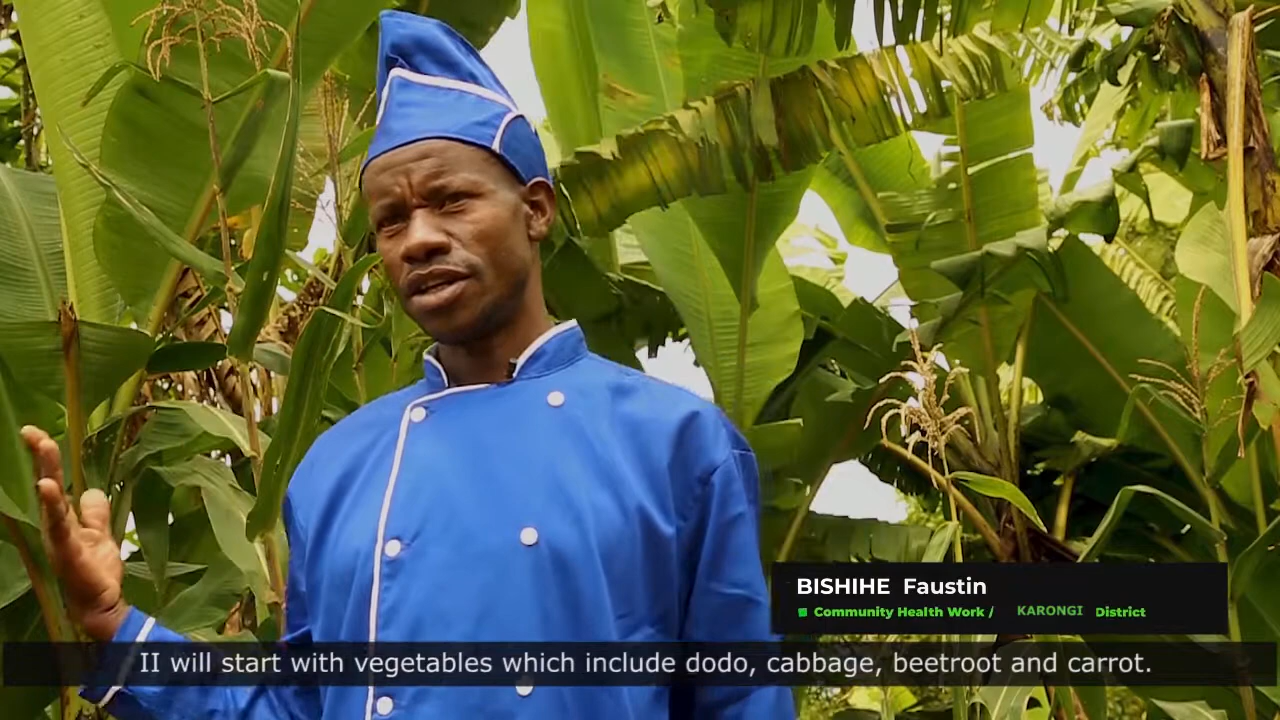 BISHIHE Faustin
Community Health Work / KARONGI District
II will start with vegetables which include dodo, cabbage, beetroot and carrot.